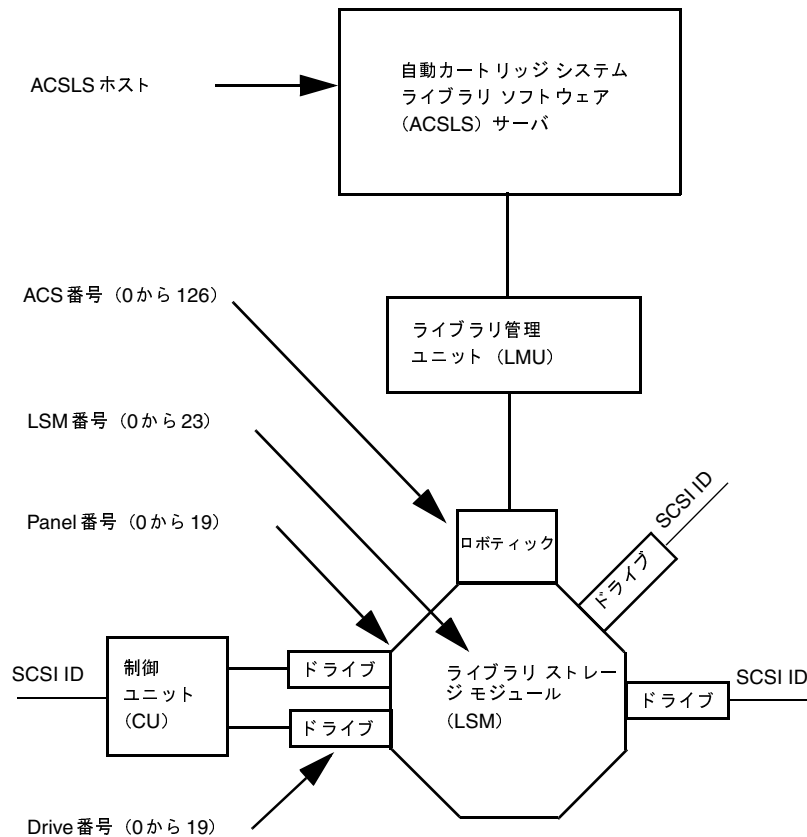 自動カートリッジ システム
ライブラリ ソフトウェア
（ACSLS）サーバ
ACSLS ホスト
ACS 番号（0 から 126）
ライブラリ管理
ユニット（LMU）
LSM 番号（0 から 23）
SCSI ID
Panel 番号（0 から 19）
ロボティック
ドライブ
制御
ユニット
（CU）
SCSI ID
ドライブ
ライブラリ ストレー
ジ モジュール
（LSM）
ドライブ
SCSI ID
ドライブ
Drive 番号（0 から 19）